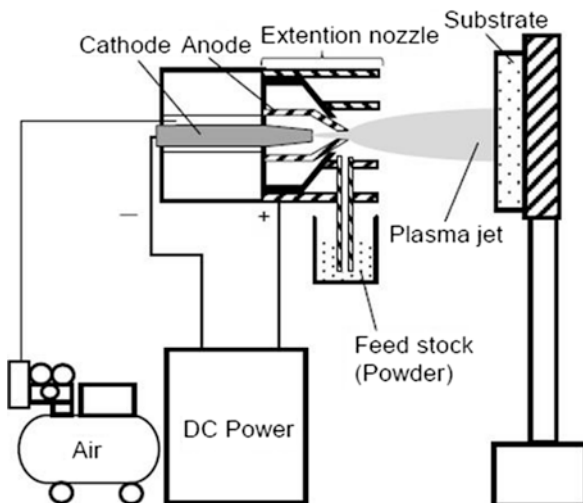 Substrate
Extention nozzle
Cathode
Anode
—
+
Plasma jet
Feed stock
(Powder)
DC Power
Air